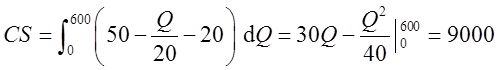 CS = ∫₀⁶⁰⁰ (50 − Q/20 − 20) dQ = 30Q − Q²/40 |₀⁶⁰⁰ = 9000